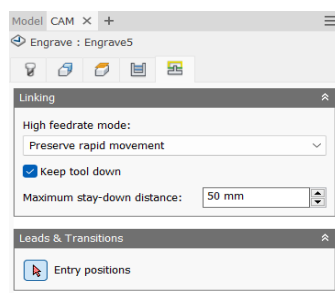 Model CAM × +
Engrave : Engrave5
Linking
High feedrate mode:
Preserve rapid movement
Keep tool down
Maximum stay-down distance: 50 mm
Leads & Transitions
Entry positions